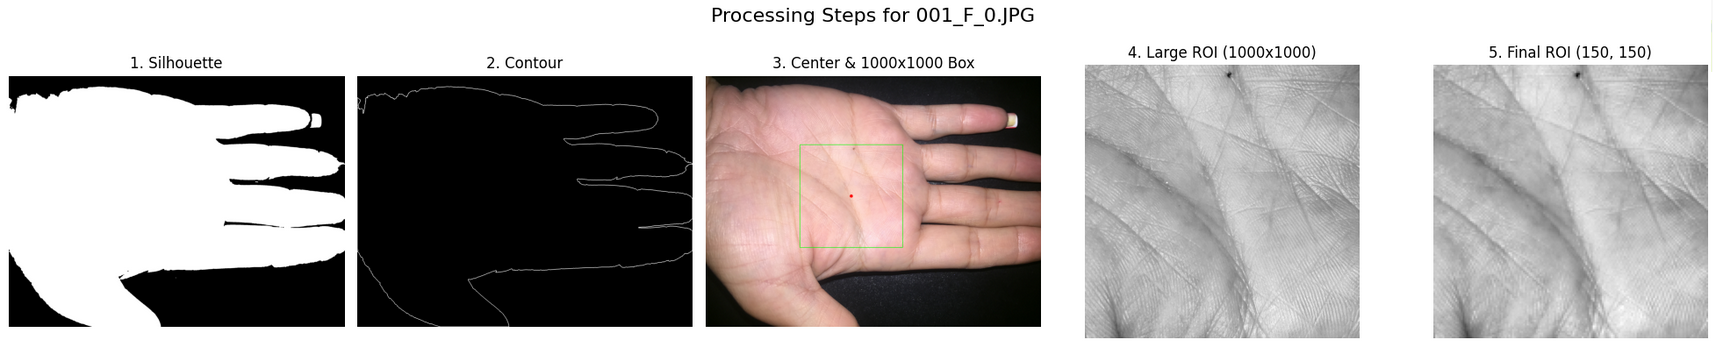 Processing Steps for 001_F_0.JPG
1. Silhouette
2. Contour
3. Center & 1000x1000 Box
4. Large ROI (1000x1000)
5. Final ROI (150, 150)